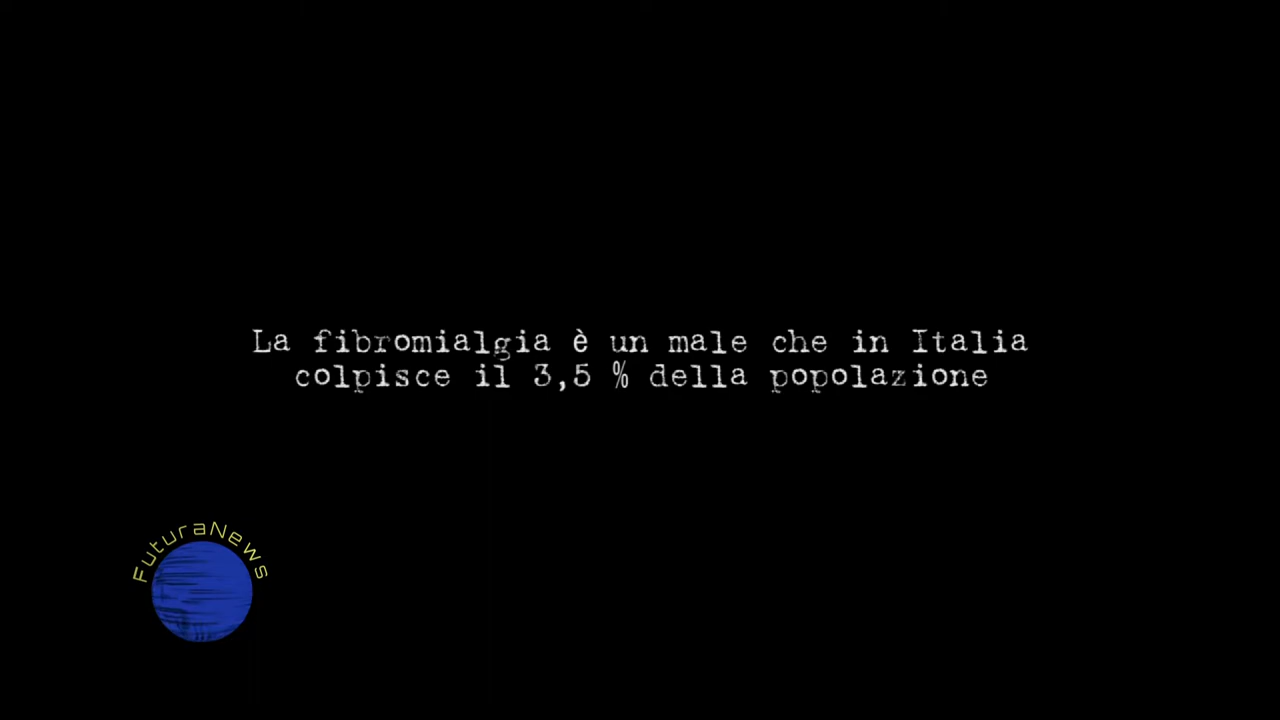 La fibromialgia è un male che in Italia
colpisce il 3,5 % della popolazione
FuturaNews